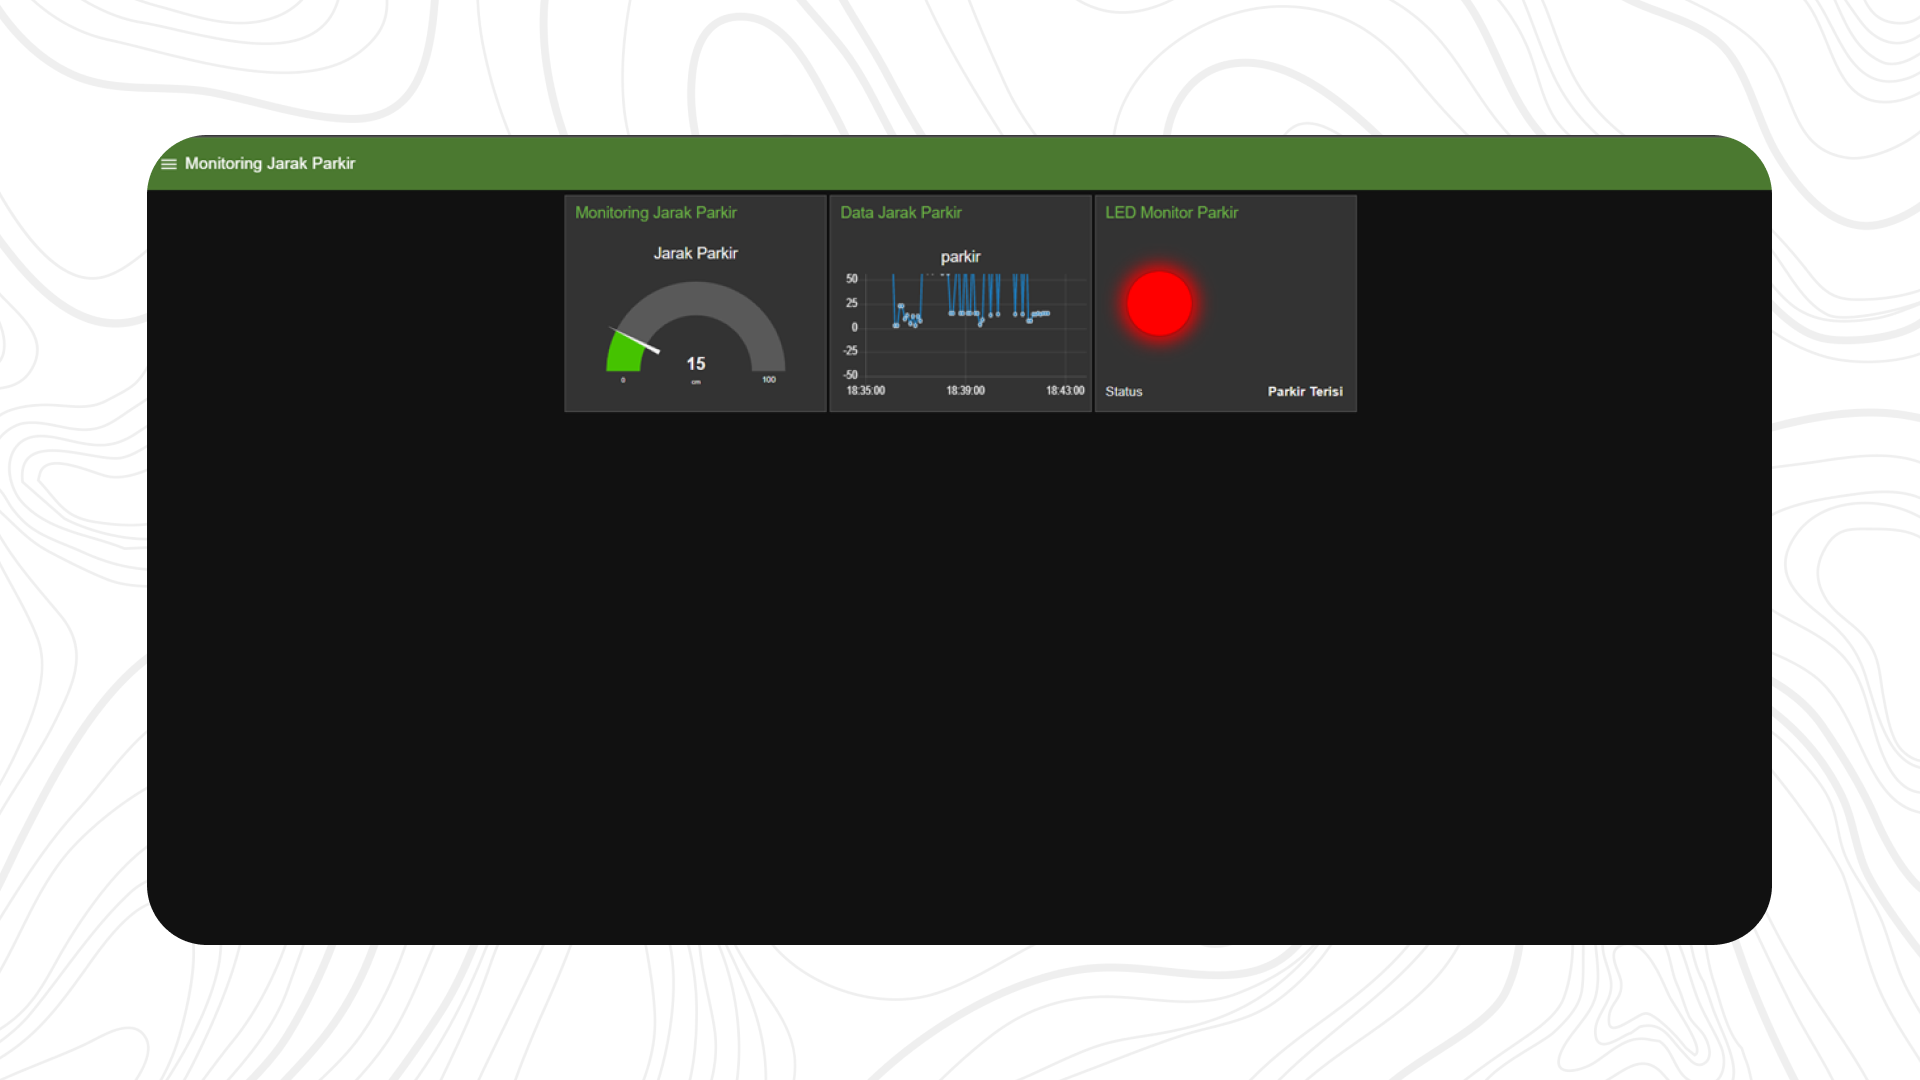 Monitoring Jarak Parkir
Monitoring Jarak Parkir
Jarak Parkir
15
cm
0
100
Data Jarak Parkir
parkir
50
25
0
-25
-50
18:35:00
18:39:00
18:43:00
LED Monitor Parkir
Status
Parkir Terisi